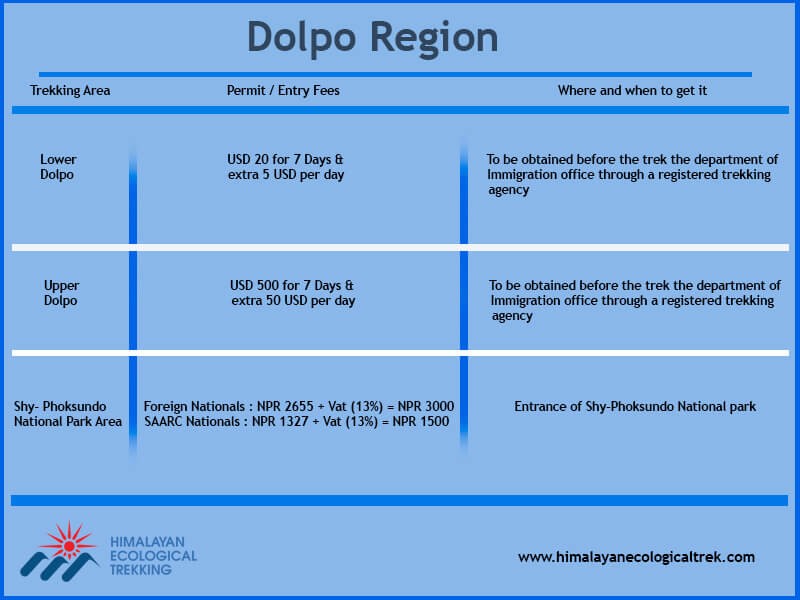 Dolpo Region
Trekking Area
Permit / Entry Fees
Where and when to get it
Lower
Dolpo
USD 20 for 7 Days &
extra 5 USD per day
To be obtained before the trek the department of
Immigration office through a registered trekking
agency
Upper
Dolpo
USD 500 for 7 Days &
extra 50 USD per day
To be obtained before the trek the department of
Immigration office through a registered trekking
agency
Shy- Phoksundo
National Park Area
Foreign Nationals : NPR 2655 + Vat (13%) = NPR 3000
SAARC Nationals : NPR 1327 + Vat (13%) = NPR 1500
Entrance of Shy-Phoksundo National park
HIMALAYAN
ECOLOGICAL
TREKKING
www.himalayanecologicaltrek.com